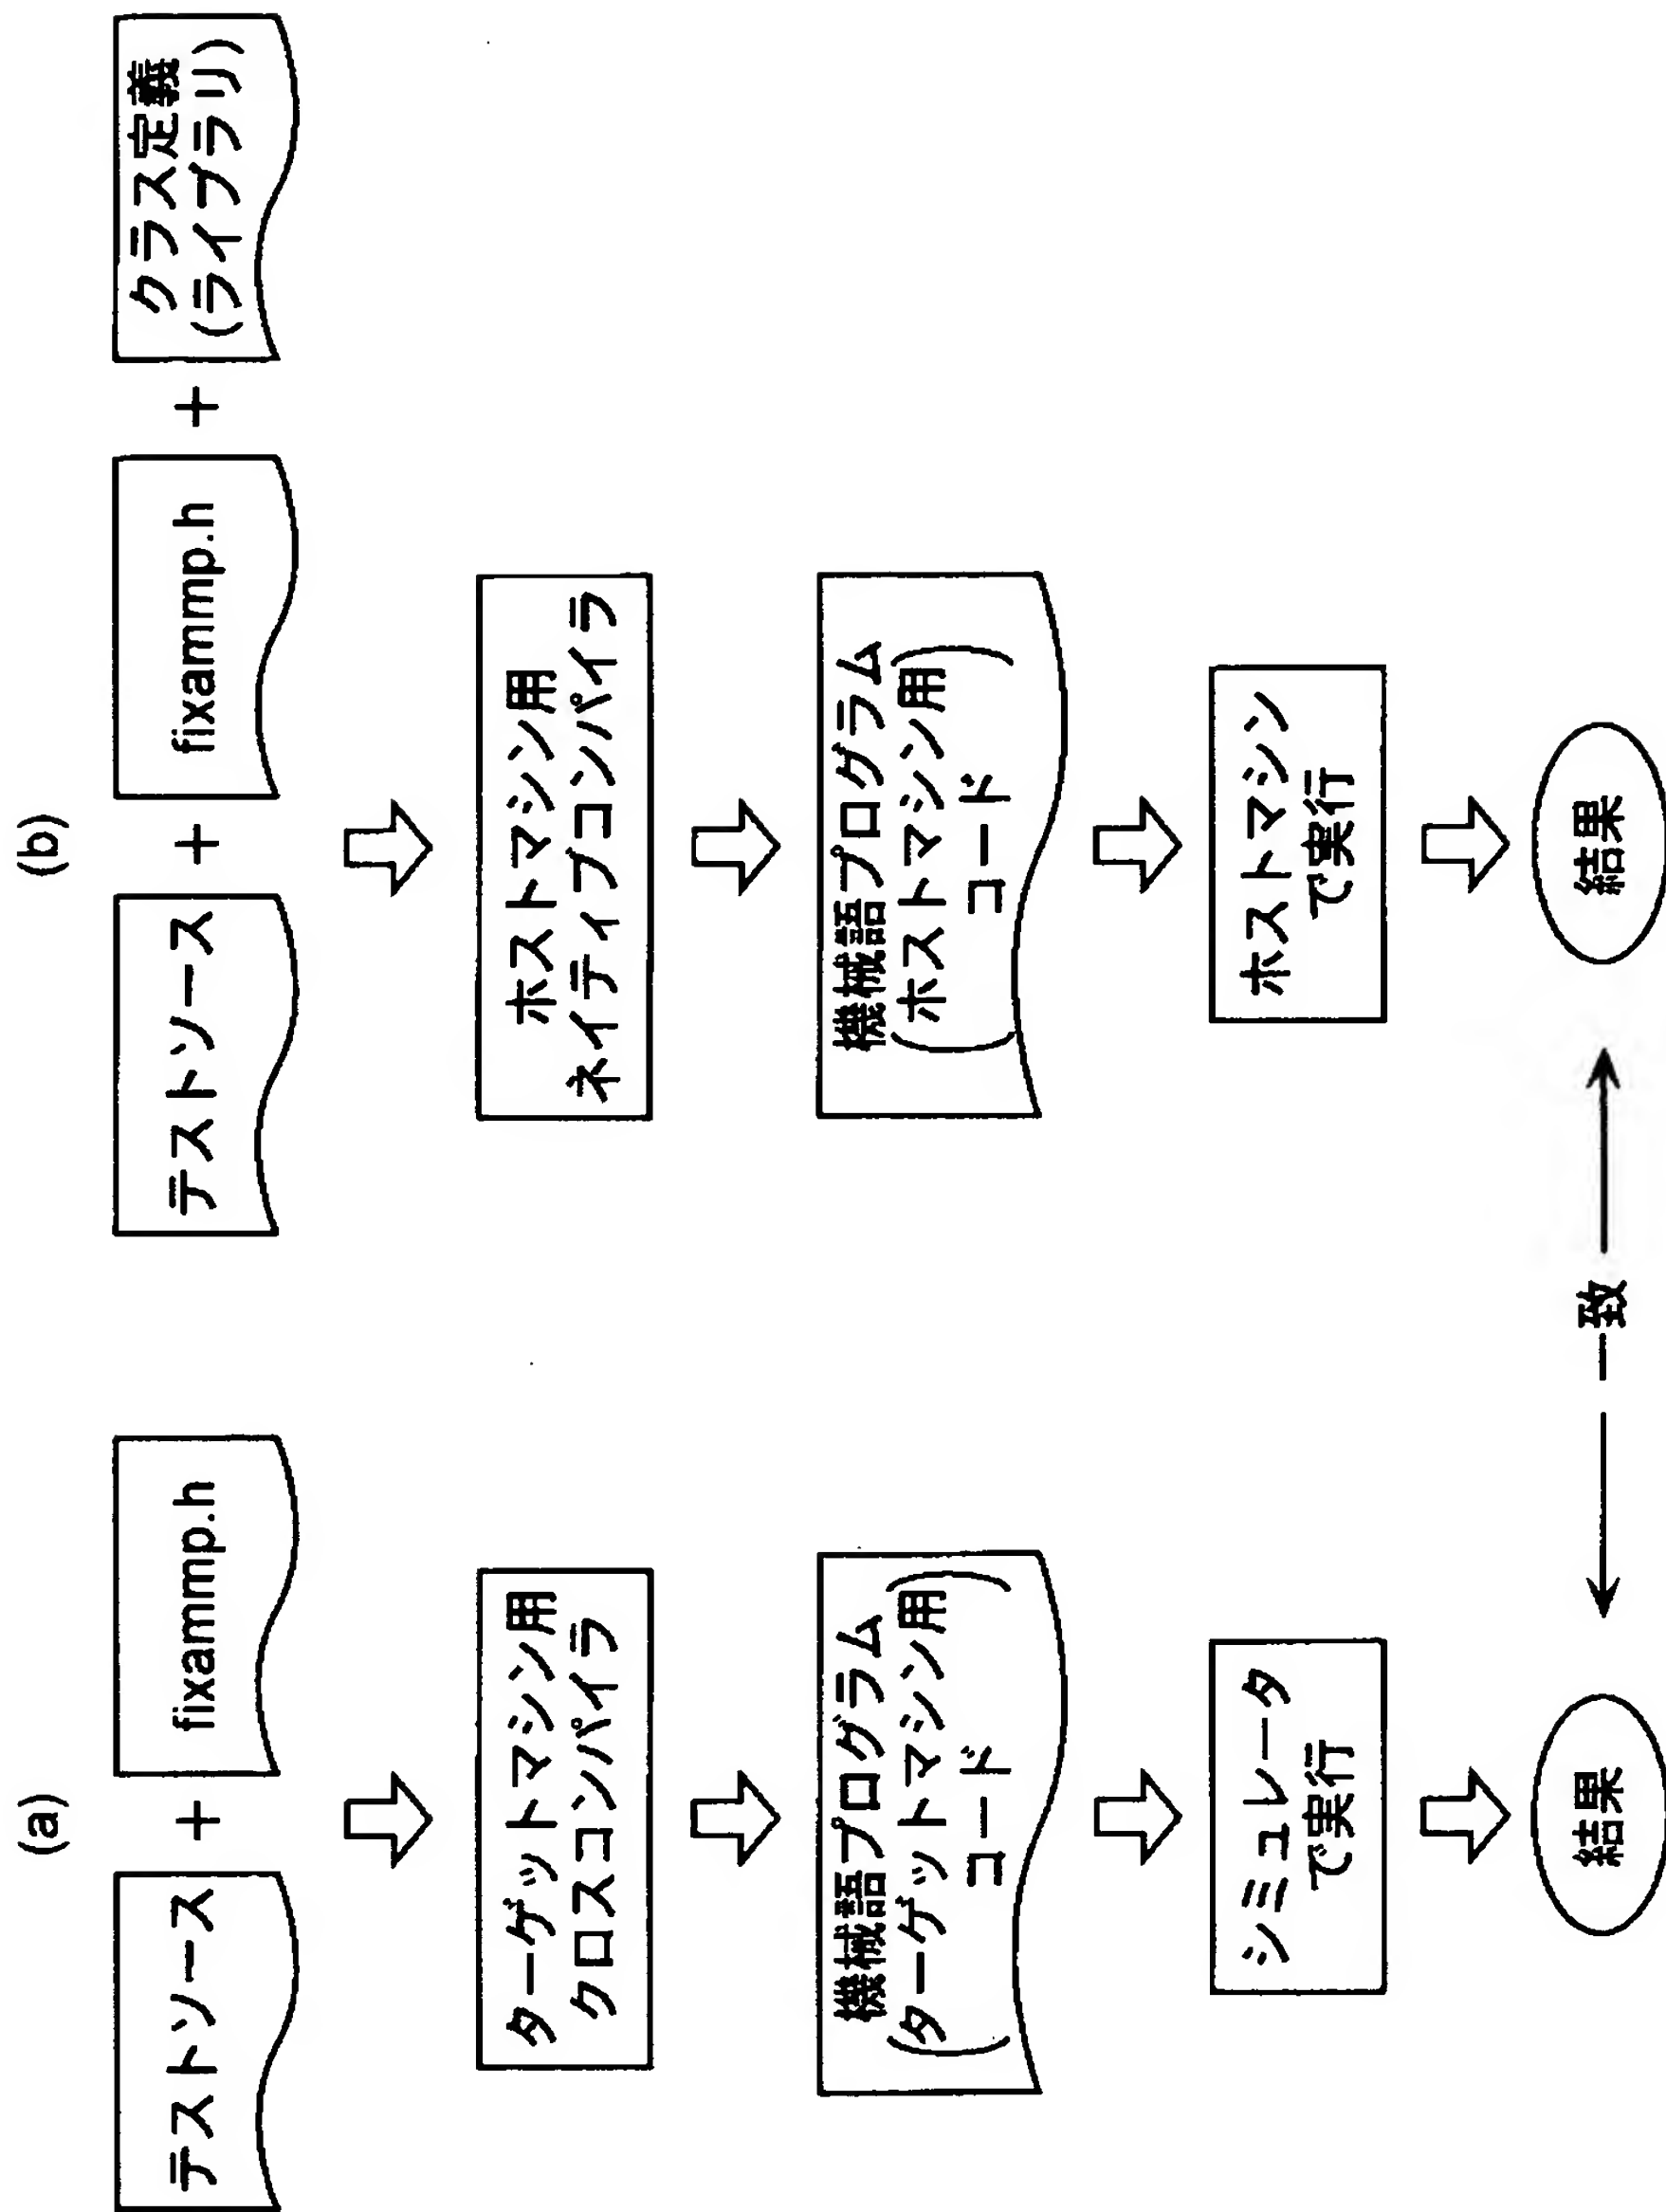 (a)
テストソース
+
fixammp.h
ターゲットマシン用
クロスコンパイラ
機械語プログラム
(ターゲットマシン用
コード)
シミュレータ
で実行
結果
(b)
テストソース
+
fixammp.h
+
クラス定義
(ライブラリ)
ホストマシン用
ネイティブコンパイラ
機械語プログラム
(ホストマシン用
コード)
ホストマシン
で実行
結果
一致